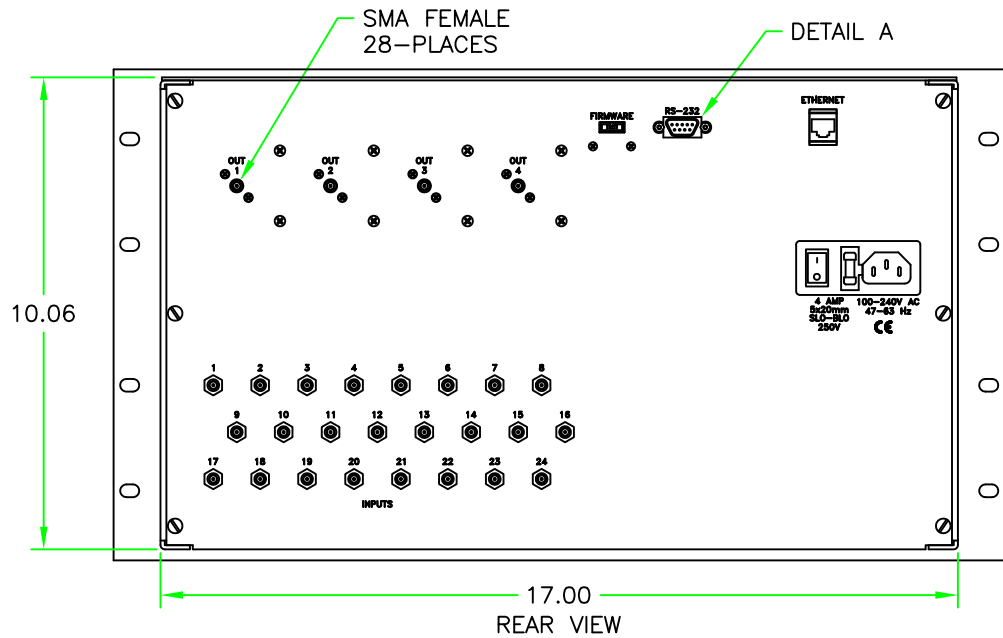 SMA FEMALE
28-PLACES
DETAIL A
ETHERNET
RS-232
FIRMWARE
OUT
1
OUT
2
OUT
3
OUT
4
10.06
4 AMP
5x20mm
SLO-BLO
250V
100-240V AC
47-63 Hz
CE
1 2 3 4 5 6 7 8
9 10 11 12 13 14 15 16
17 18 19 20 21 22 23 24
INPUTS
17.00
REAR VIEW